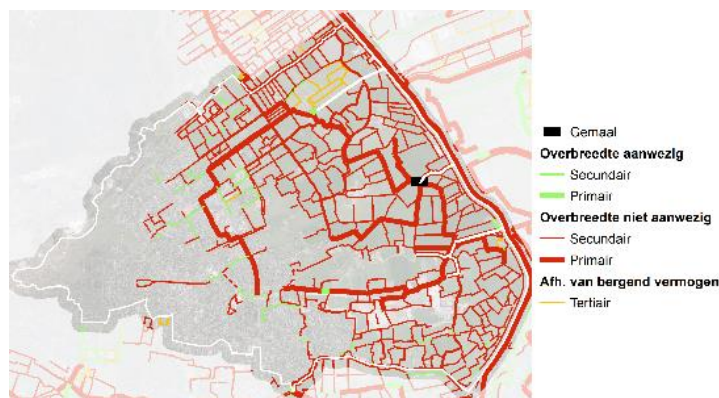 Gemaal
Overbreedte aanwezig
Secundair
Primair
Overbreedte niet aanwezig
Secundair
Primair
Afh. van bergend vermogen
Tertiair